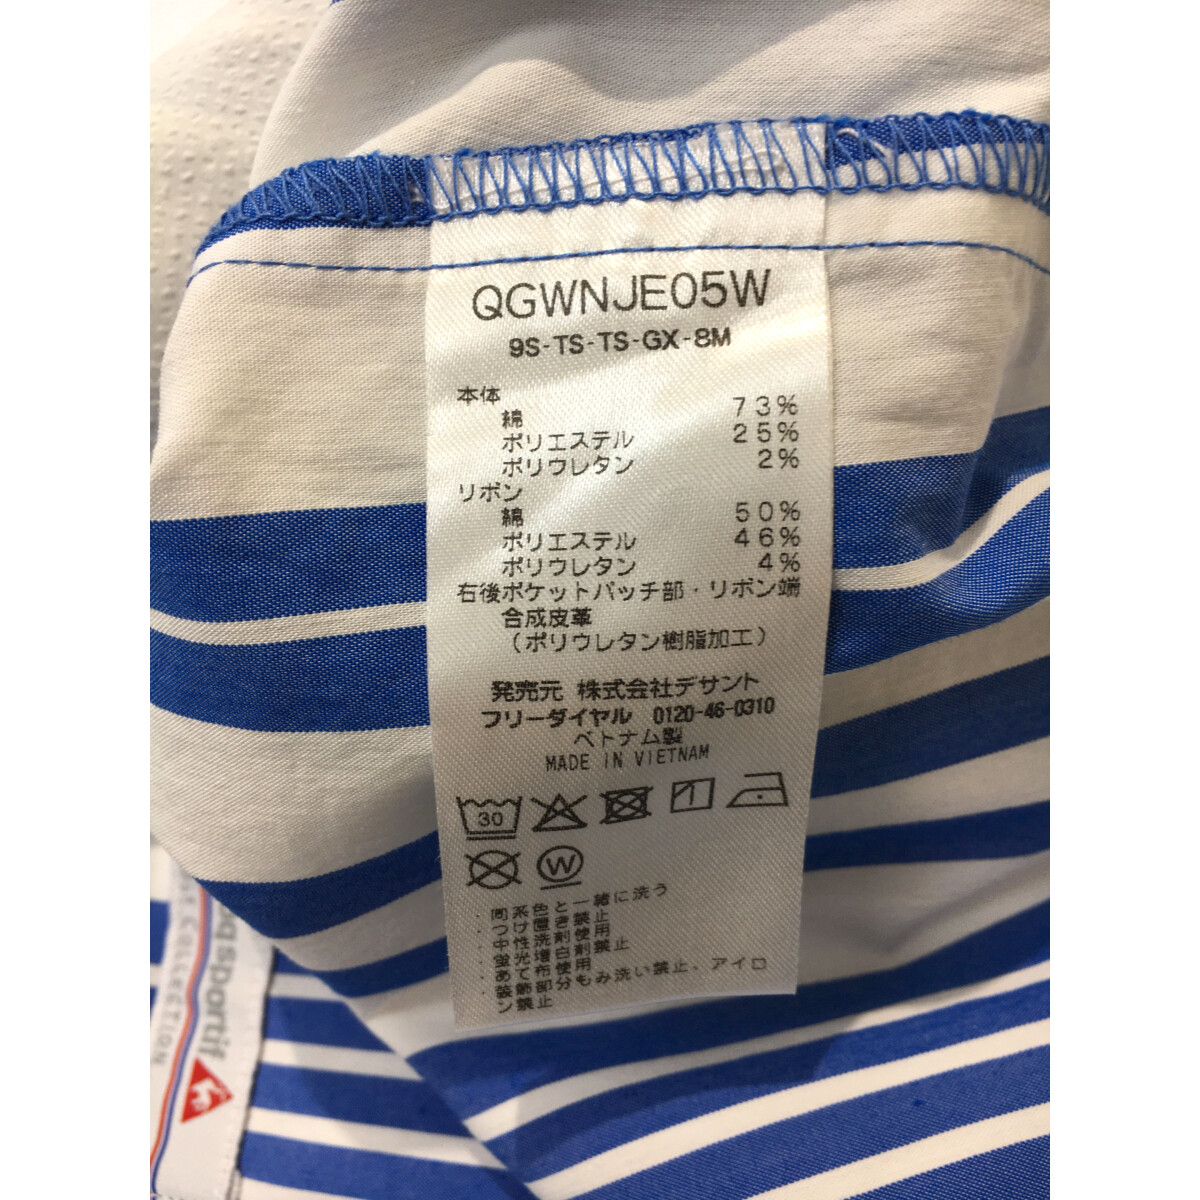 QGWNJE05W
9S-TS-TS-GX-8M
本体
綿 73%
ポリエステル 25%
ポリウレタン 2%
リボン
綿 50%
ポリエステル 46%
ポリウレタン 4%
右後ポケットパッチ部・リボン端
合成皮革
(ポリウレタン樹脂加工)
発売元 株式会社デサント
フリーダイヤル 0120-46-0310
ベトナム製
MADE IN VIETNAM
30
W
・同系色と一緒に洗う
・つけ置き禁止
・中性洗剤使用
・蛍光増白剤禁止
・あて布使用
・装飾部分もみ洗い禁止、アイロ
ン禁止
sportif
COLLECTION